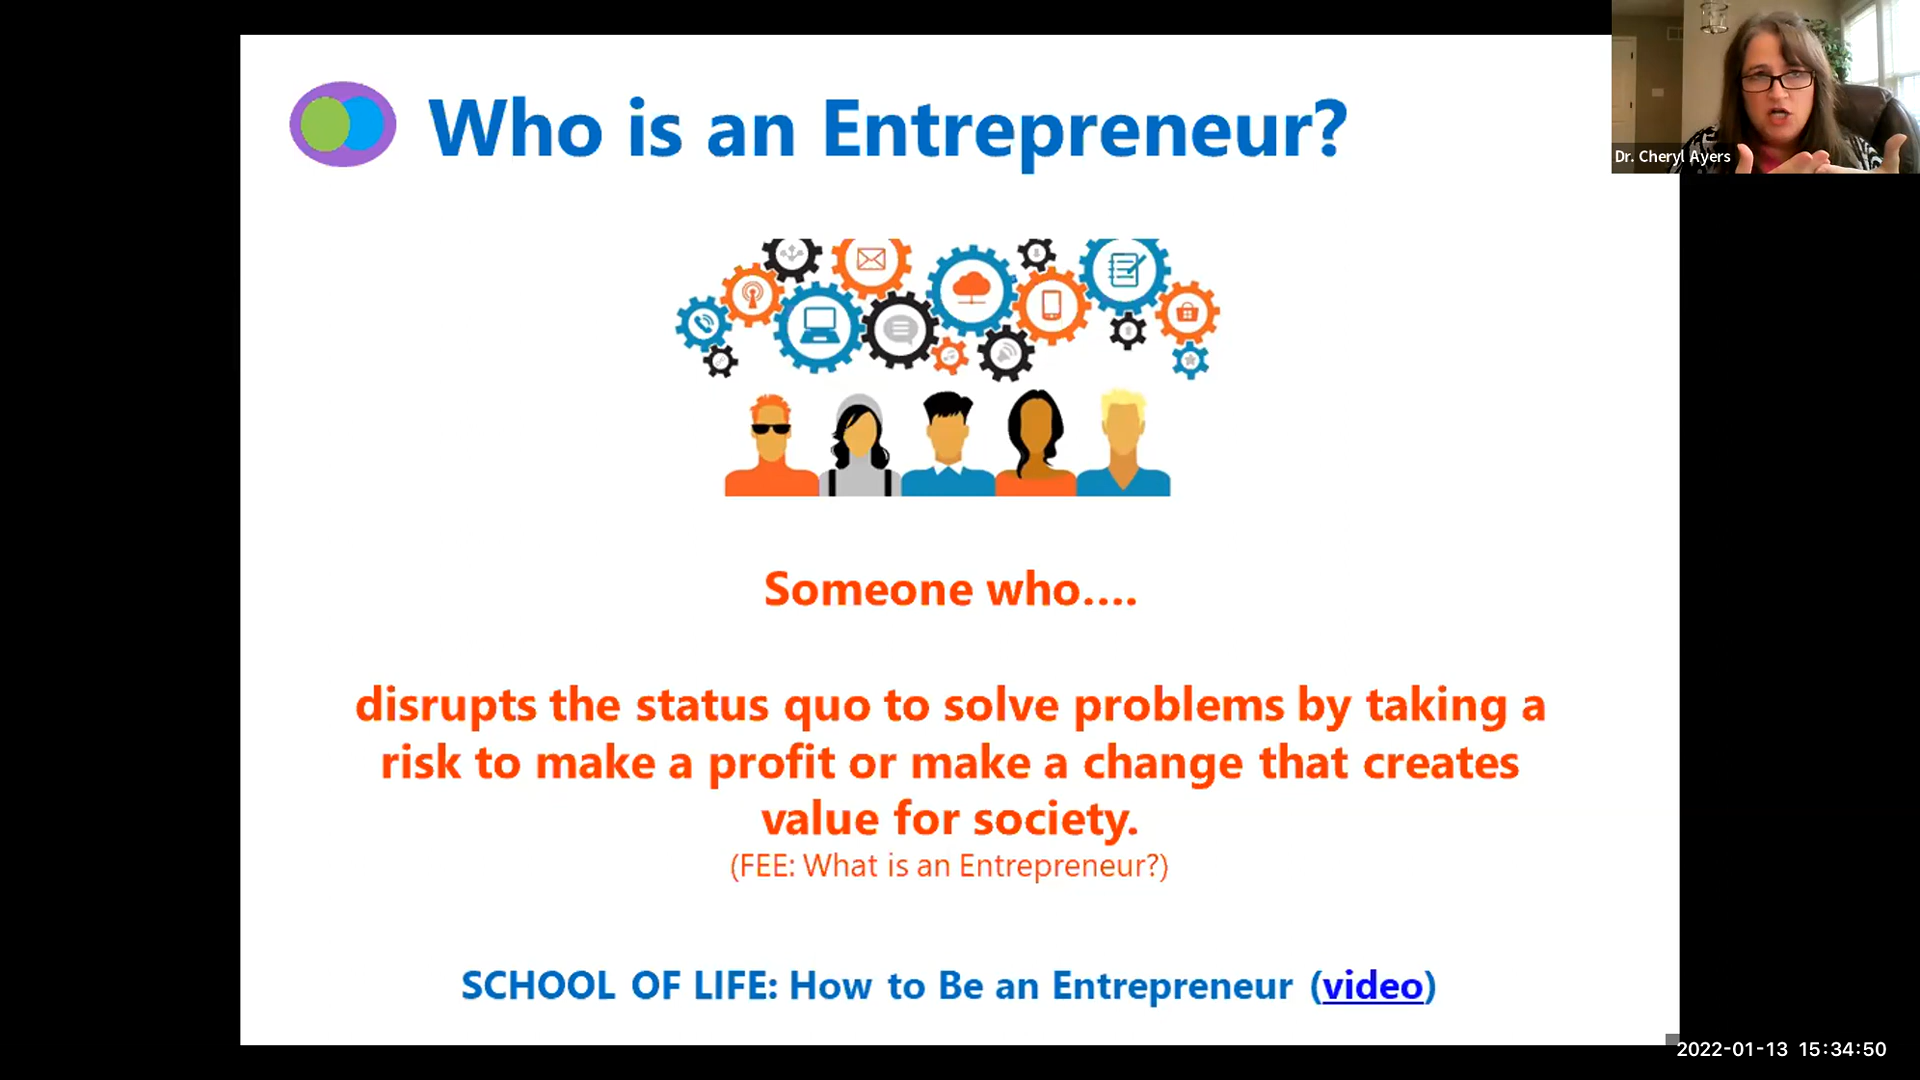 Who is an Entrepreneur?
Dr. Cheryl Ayers
Someone who....
disrupts the status quo to solve problems by taking a
risk to make a profit or make a change that creates
value for society.
(FEE: What is an Entrepreneur?)
SCHOOL OF LIFE: How to Be an Entrepreneur (video)
2022-01-13 15:34:50